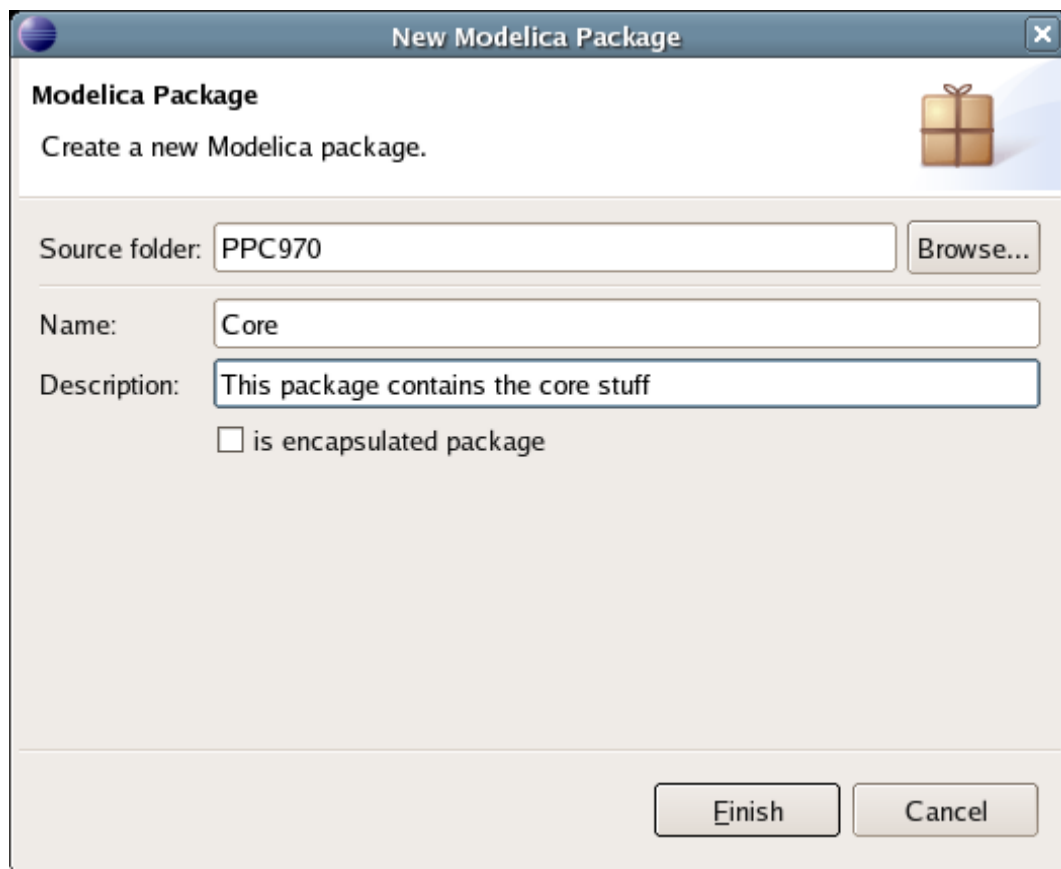 New Modelica Package
Modelica Package
Create a new Modelica package.
Source folder: PPC970 Browse...
Name: Core
Description: This package contains the core stuff
is encapsulated package
Finish Cancel